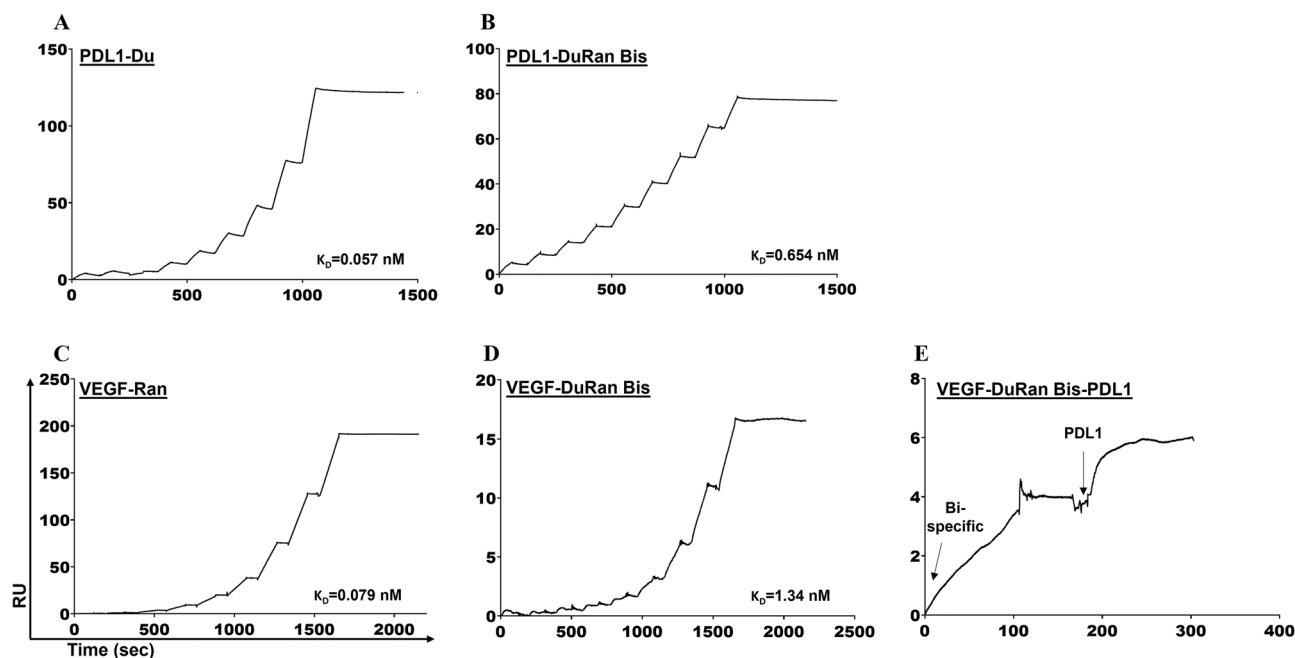 A
PDL1-Du
150
100
50
0
0 500 1000 1500
K_D=0.057 nM
B
PDL1-DuRan Bis
100
80
60
40
20
0
0 500 1000 1500
K_D=0.654 nM
C
VEGF-Ran
250
200
150
100
50
0
0 500 1000 1500 2000
K_D=0.079 nM
RU
Time (sec)
D
VEGF-DuRan Bis
20
15
10
5
0
0 500 1000 1500 2000 2500
K_D=1.34 nM
E
VEGF-DuRan Bis-PDL1
8
6
4
2
0
0 100 200 300 400
PDL1
Bi-
specific